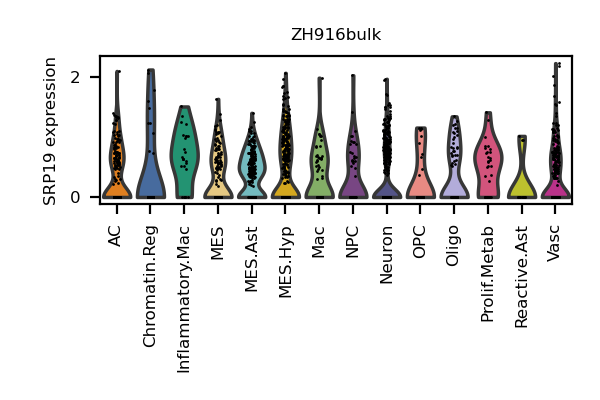 ZH916bulk
SRP19 expression
2
0
AC
Chromatin.Reg
Inflammatory.Mac
MES
MES.Ast
MES.Hyp
Mac
NPC
Neuron
OPC
Oligo
Prolif.Metab
Reactive.Ast
Vasc